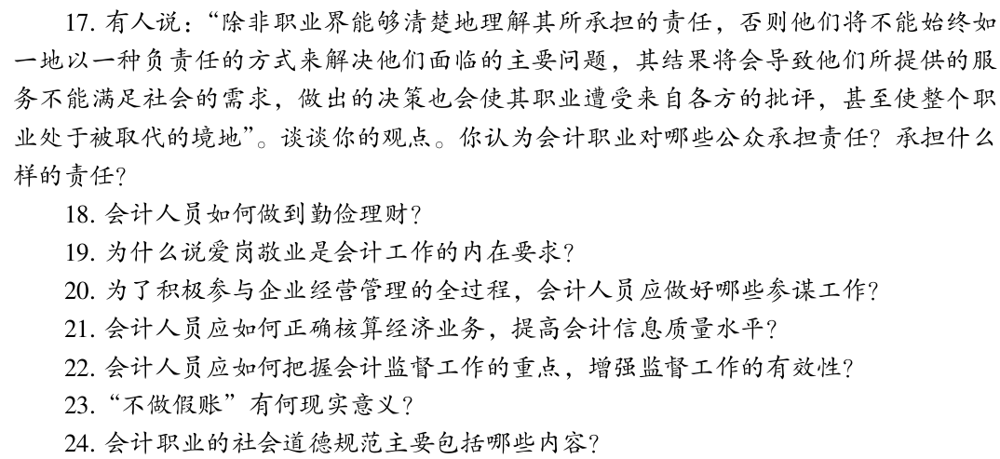 17. 有人说：“除非职业界能够清楚地理解其所承担的责任，否则他们将不能始终如
一地以一种负责任的方式来解决他们面临的主要问题，其结果将会导致他们所提供的服
务不能满足社会的需求，做出的决策也会使其职业遭受来自各方的批评，甚至使整个职
业处于被取代的境地”。谈谈你的观点。你认为会计职业对哪些公众承担责任？承担什么
样的责任？
18. 会计人员如何做到勤俭理财？
19. 为什么说爱岗敬业是会计工作的内在要求？
20. 为了积极参与企业经营管理的全过程，会计人员应做好哪些参谋工作？
21. 会计人员应如何正确核算经济业务，提高会计信息质量水平？
22. 会计人员应如何把握会计监督工作的重点，增强监督工作的有效性？
23. “不做假账”有何现实意义？
24. 会计职业的社会道德规范主要包括哪些内容？